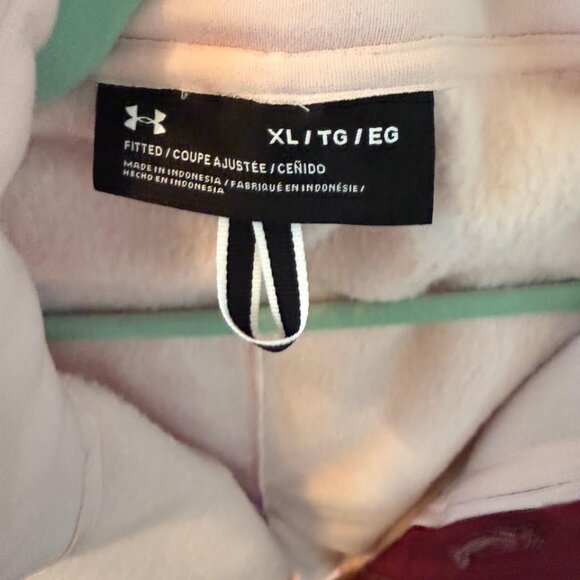 XL / TG / EG
FITTED / COUPE AJUSTÉE / CEÑIDO
MADE IN INDONESIA / FABRIQUÉ EN INDONÉSIE /
HECHO EN INDONESIA